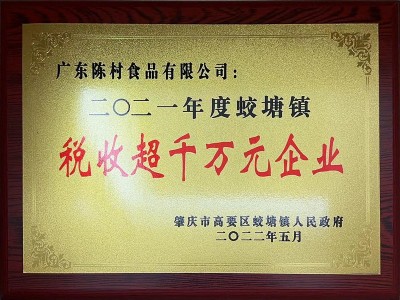 广东陈村食品有限公司：
二〇二一年度蛟塘镇
税收超千万元企业
肇庆市高要区蛟塘镇人民政府
二〇二二年五月